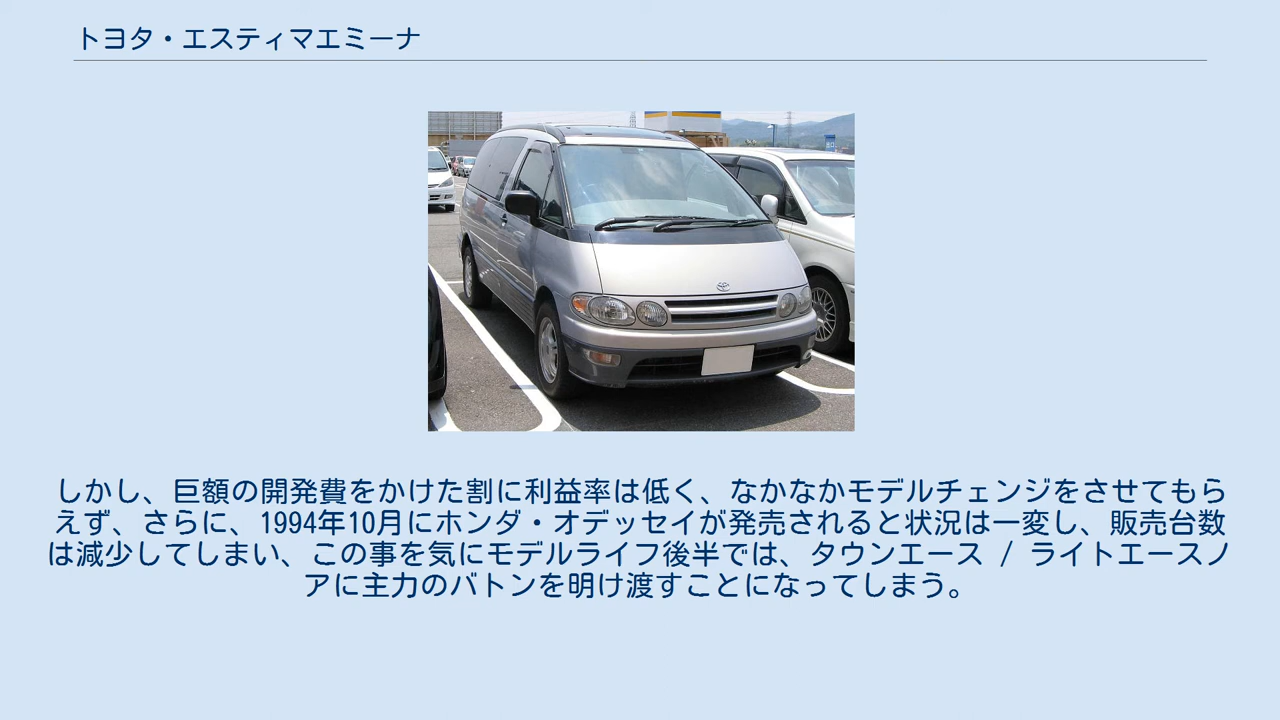 トヨタ・エスティマエミーナ
しかし、巨額の開発費をかけた割に利益率は低く、なかなかモデルチェンジをさせてもら
えず、さらに、1994年10月にホンダ・オデッセイが発売されると状況は一変し、販売台数
は減少してしまい、この事を気にモデルライフ後半では、タウンエース / ライトエースノ
アに主力のバトンを明け渡すことになってしまう。